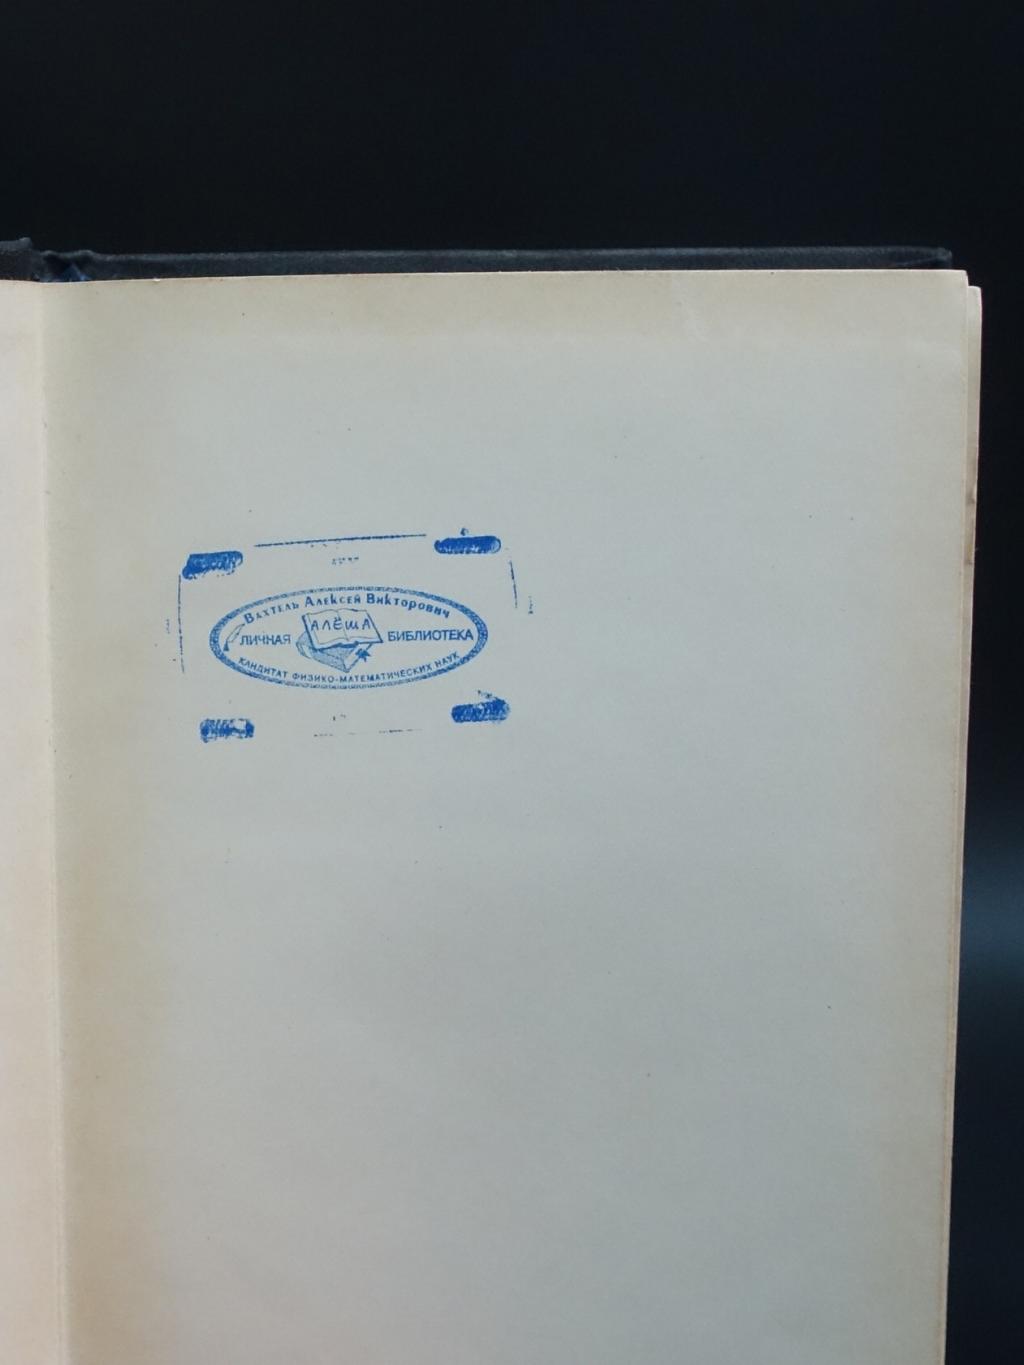 Вахтель Алексей Викторович
АЛЁША
ЛИЧНАЯ БИБЛИОТЕКА
КАНДИТАТ ФИЗИКО-МАТЕМАТИЧЕСКИХ НАУК